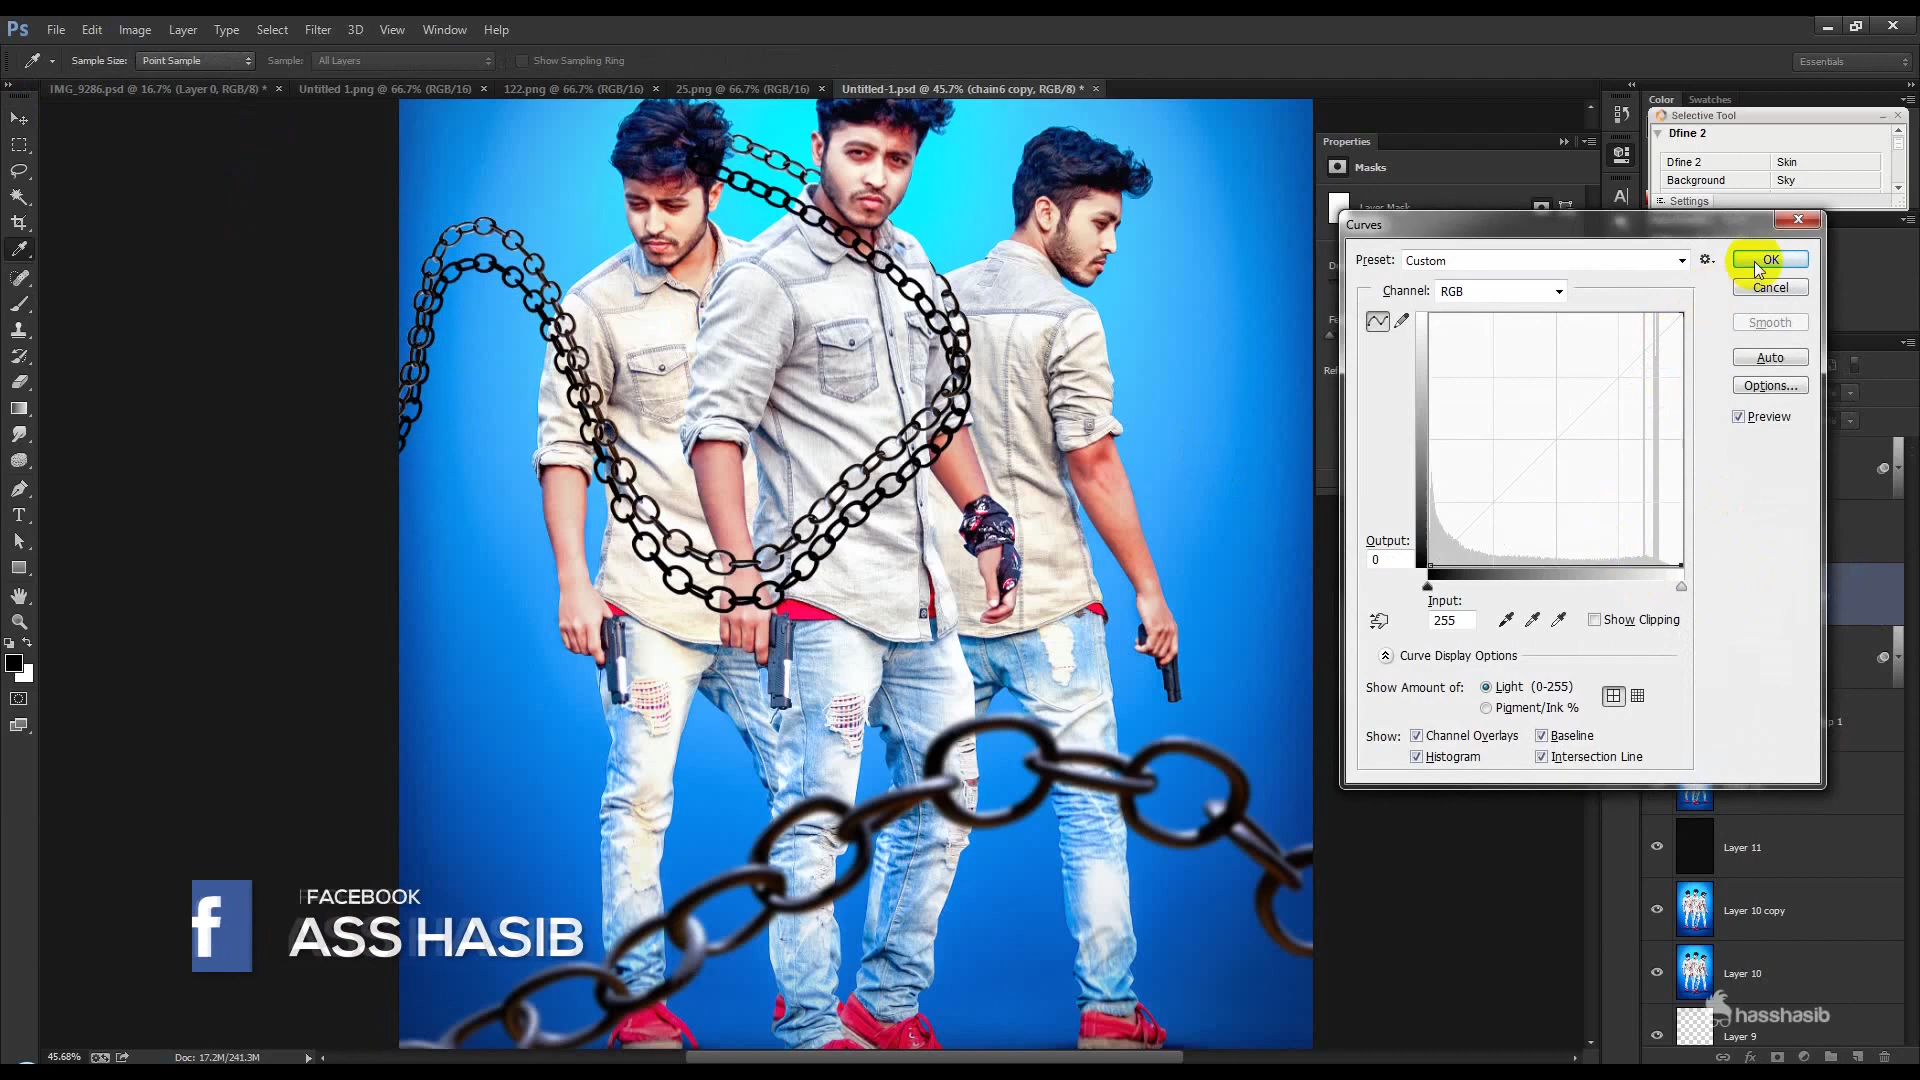 Ps File Edit Image Layer Type Select Filter 3D View Window Help
Sample Size: Point Sample Sample: All Layers Show Sampling Ring Essentials
IMG_9286.psd @ 16.7% (Layer 0, RGB/8) * × Untitled 1.png @ 66.7% (RGB/16) × 122.png @ 66.7% (RGB/16) × 25.png @ 66.7% (RGB/16) × Untitled-1.psd @ 45.7% (chain6 copy, RGB/8) * ×
Color Swatches
Selective Tool
Dfine 2
Dfine 2 Skin
Background Sky
Settings
Properties
Masks
Layer Mask
Curves
Preset: Custom
OK
Channel: RGB
Cancel
Smooth
Auto
Options...
Preview
Output:
0
Input:
255
Show Clipping
Curve Display Options
Show Amount of: Light (0-255)
Pigment/Ink %
Show: Channel Overlays Baseline
Histogram Intersection Line
Layer 11
Layer 10 copy
Layer 10
Layer 9
hasshasib
f FACEBOOK
ASS HASIB
45.68% Doc: 17.2M/241.3M